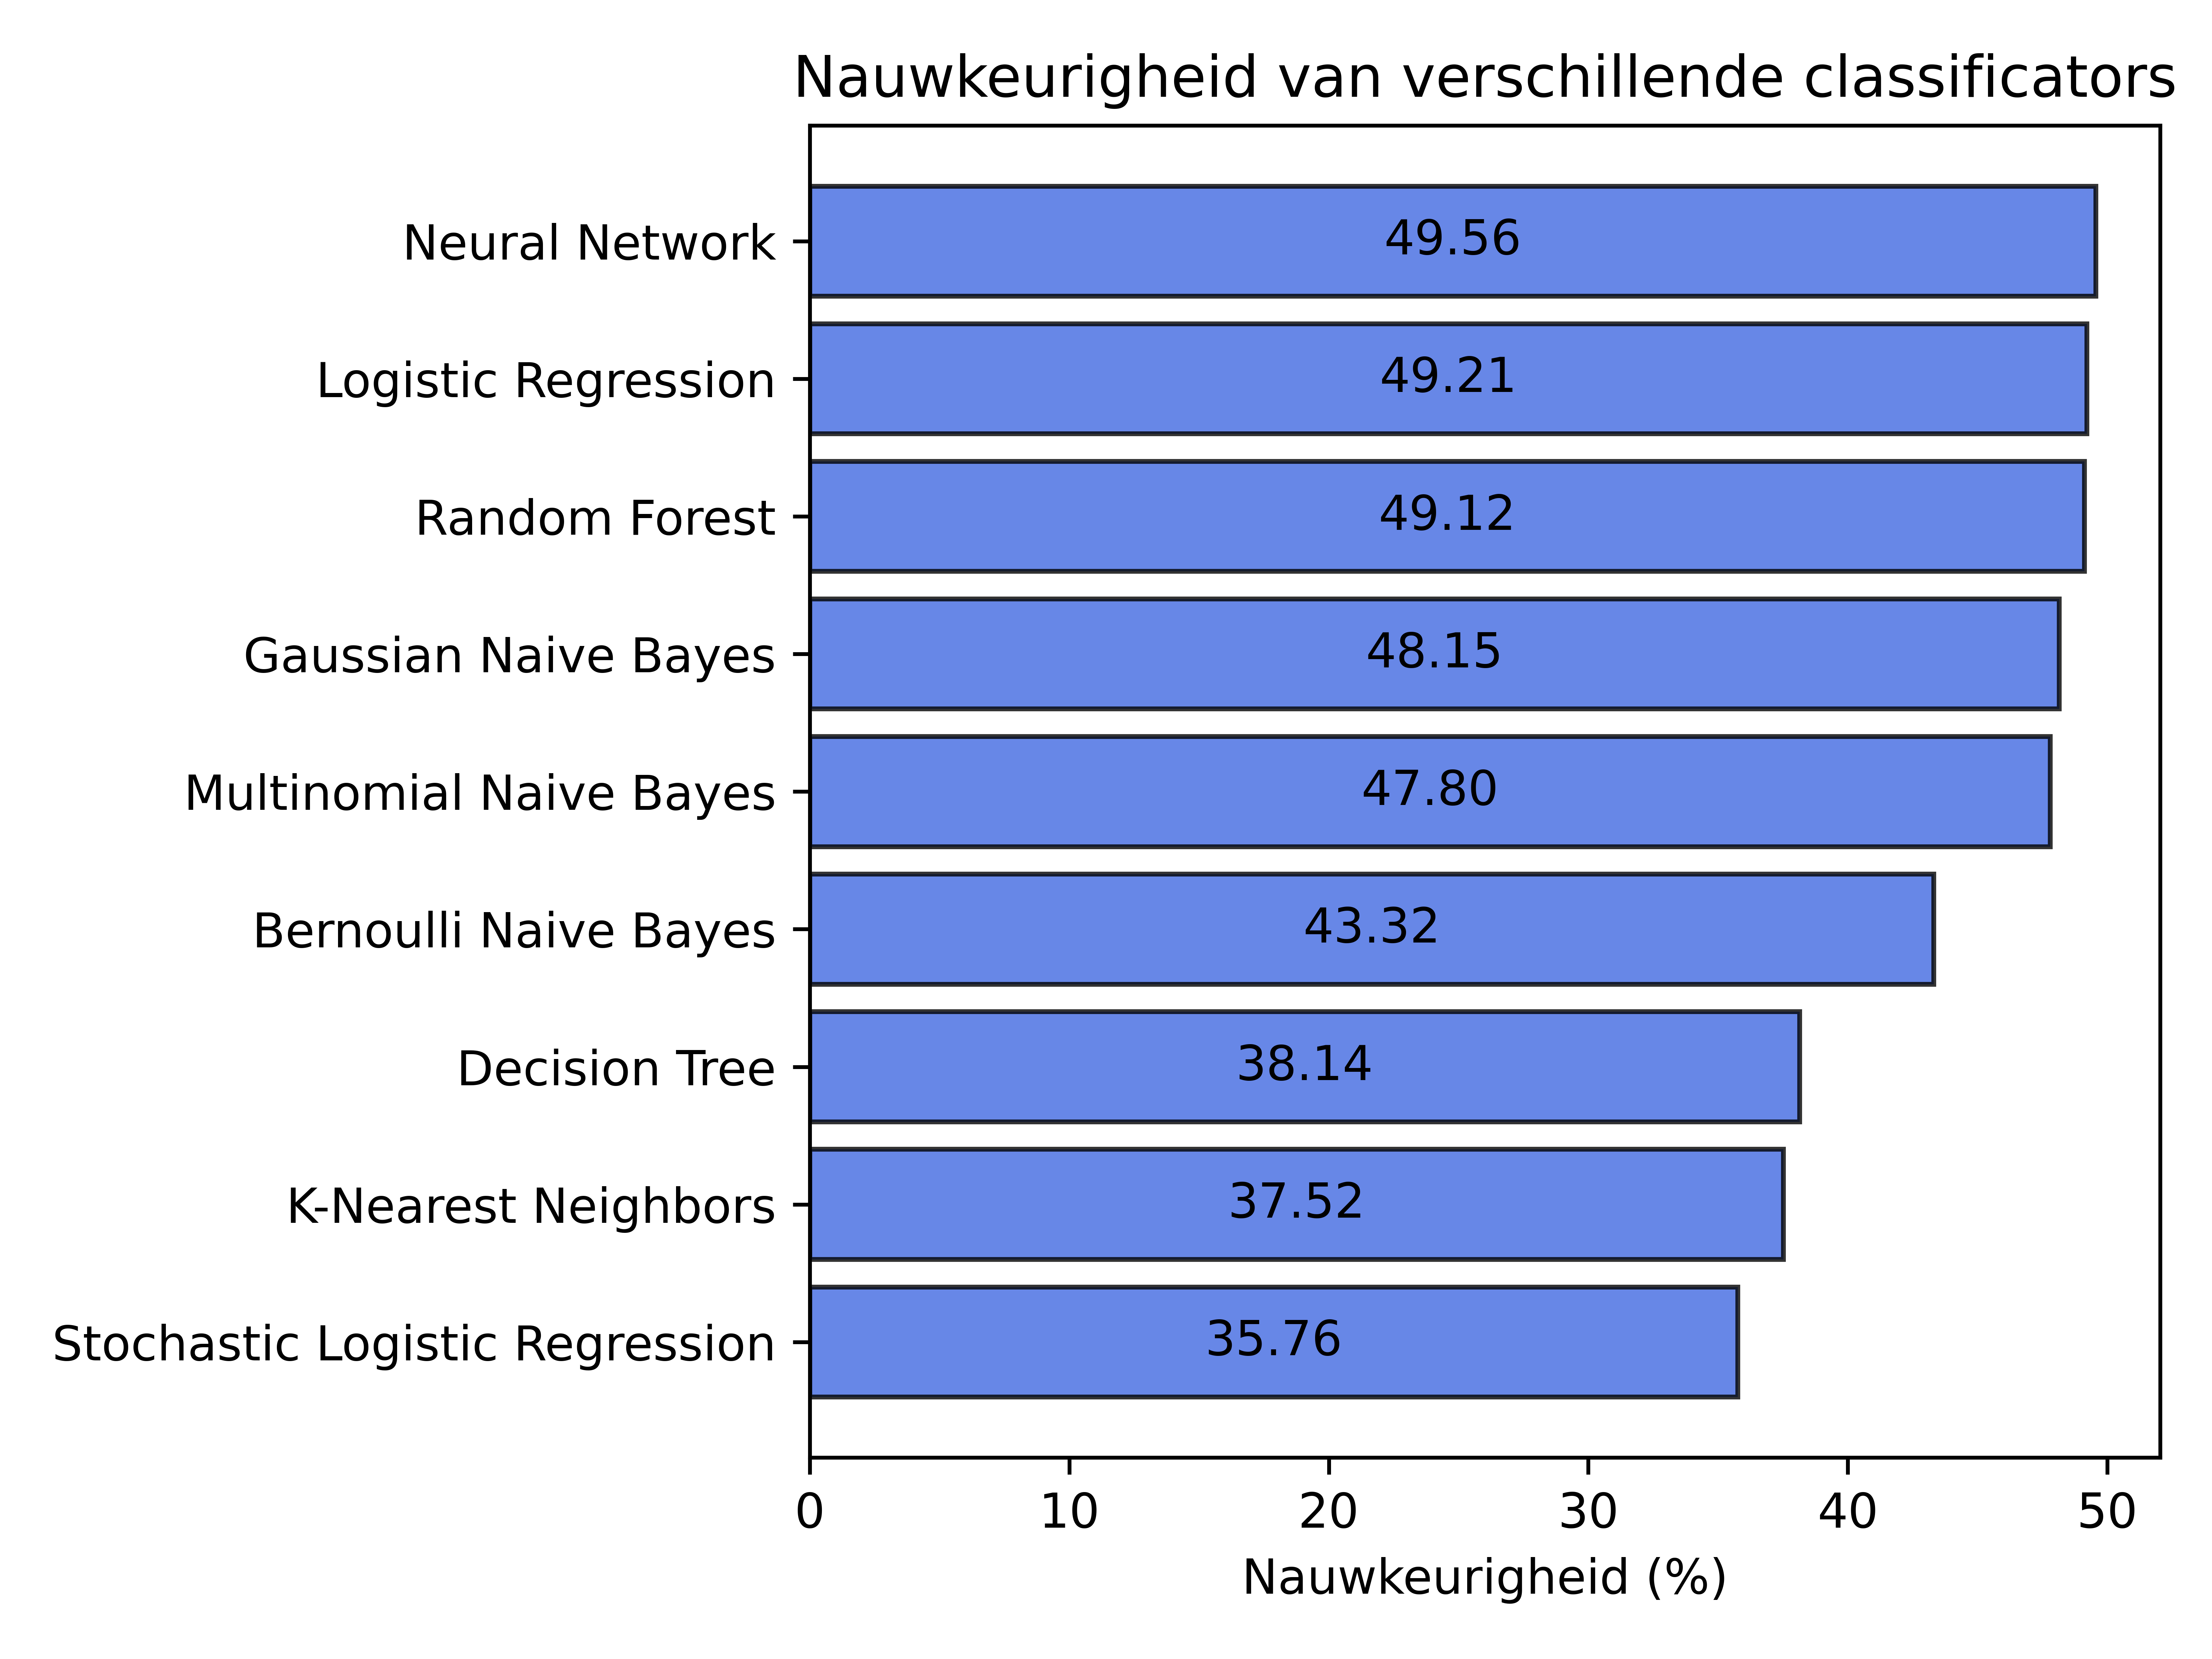 Nauwkeurigheid van verschillende classificators
Neural Network 49.56
Logistic Regression 49.21
Random Forest 49.12
Gaussian Naive Bayes 48.15
Multinomial Naive Bayes 47.80
Bernoulli Naive Bayes 43.32
Decision Tree 38.14
K-Nearest Neighbors 37.52
Stochastic Logistic Regression 35.76
0 10 20 30 40 50
Nauwkeurigheid (%)